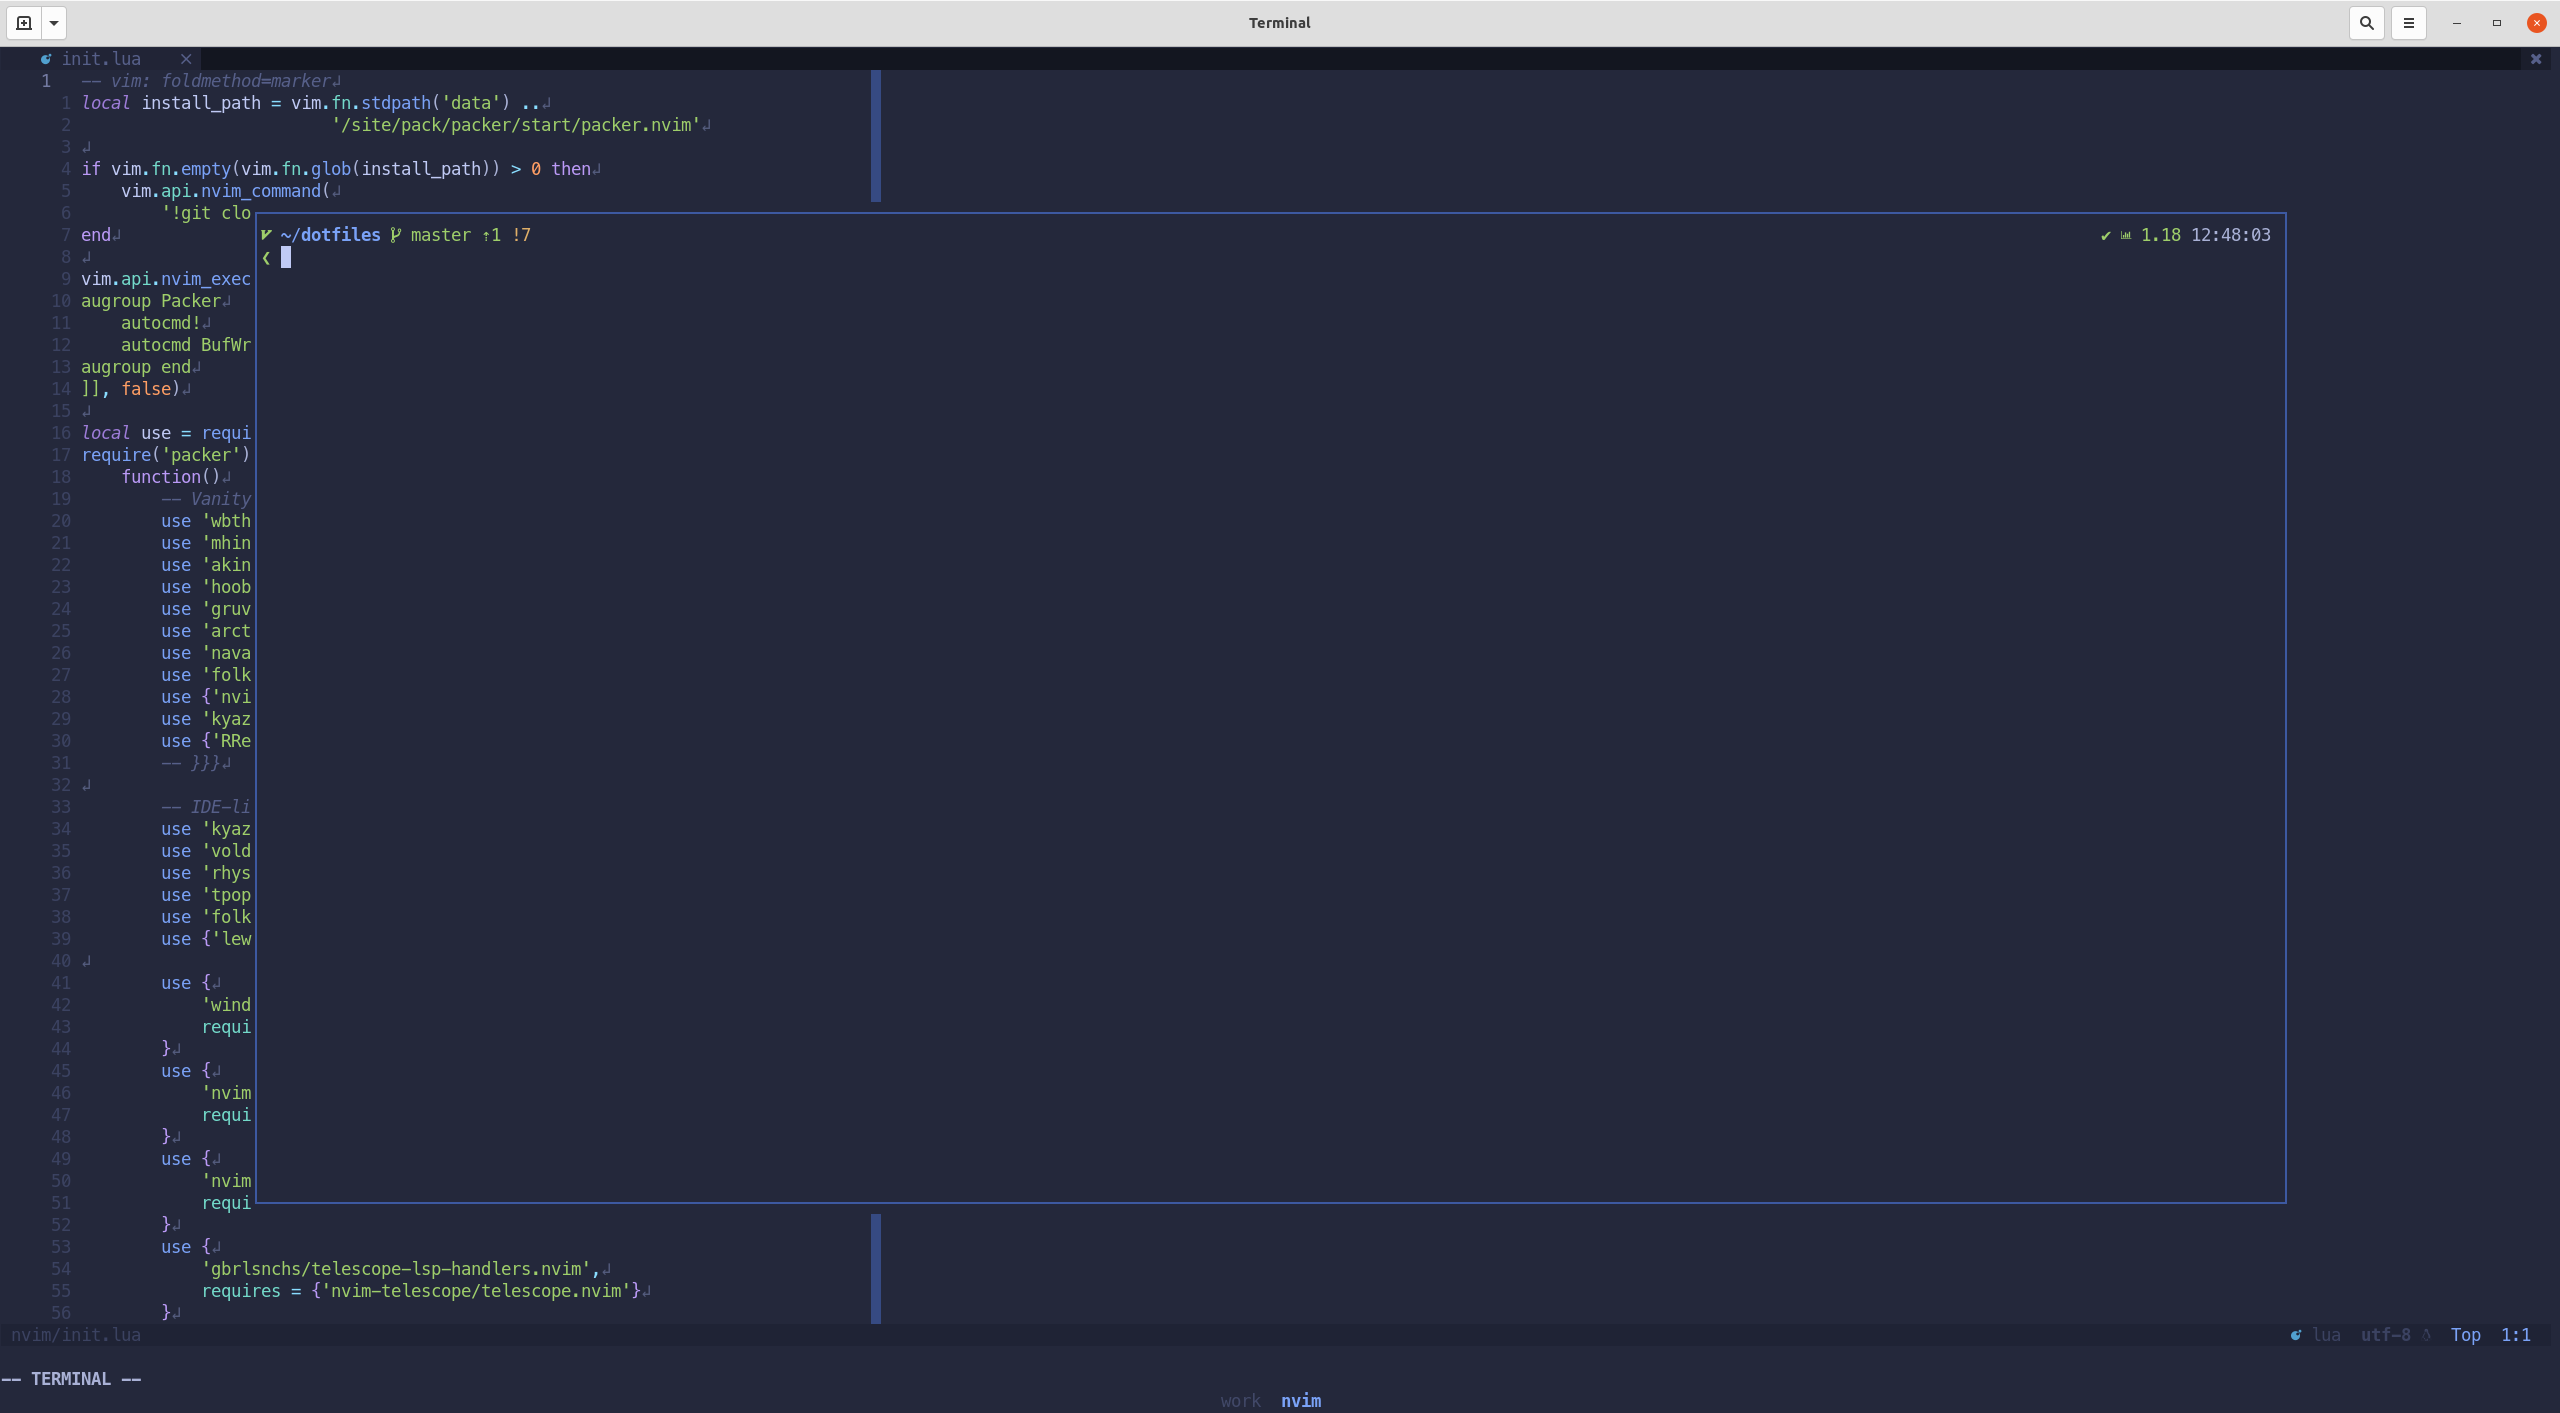 Terminal
init.lua
1 -- vim: foldmethod=marker
1 local install_path = vim.fn.stdpath('data') ..
2 '/site/pack/packer/start/packer.nvim'
3
4 if vim.fn.empty(vim.fn.glob(install_path)) > 0 then
5 vim.api.nvim_command(
6 '!git clo
7 end
8
9 vim.api.nvim_exec
10 augroup Packer
11 autocmd!
12 autocmd BufWr
13 augroup end
14 ]], false)
15
16 local use = requi
17 require('packer')
18 function()
19 -- Vanity
20 use 'wbth
21 use 'mhin
22 use 'akin
23 use 'hoob
24 use 'gruv
25 use 'arct
26 use 'nava
27 use 'folk
28 use {'nvi
29 use 'kyaz
30 use {'RRe
31 -- }}}
32
33 -- IDE-li
34 use 'kyaz
35 use 'vold
36 use 'rhys
37 use 'tpop
38 use 'folk
39 use {'lew
40
41 use {
42 'wind
43 requi
44 }
45 use {
46 'nvim
47 requi
48 }
49 use {
50 'nvim
51 requi
52 }
53 use {
54 'gbrlsnchs/telescope-lsp-handlers.nvim',
55 requires = {'nvim-telescope/telescope.nvim'}
56 }
~/dotfiles master ⇡1 !7 ✔ 1.18 12:48:03
❮
nvim/init.lua lua utf-8 Top 1:1
-- TERMINAL --
work nvim